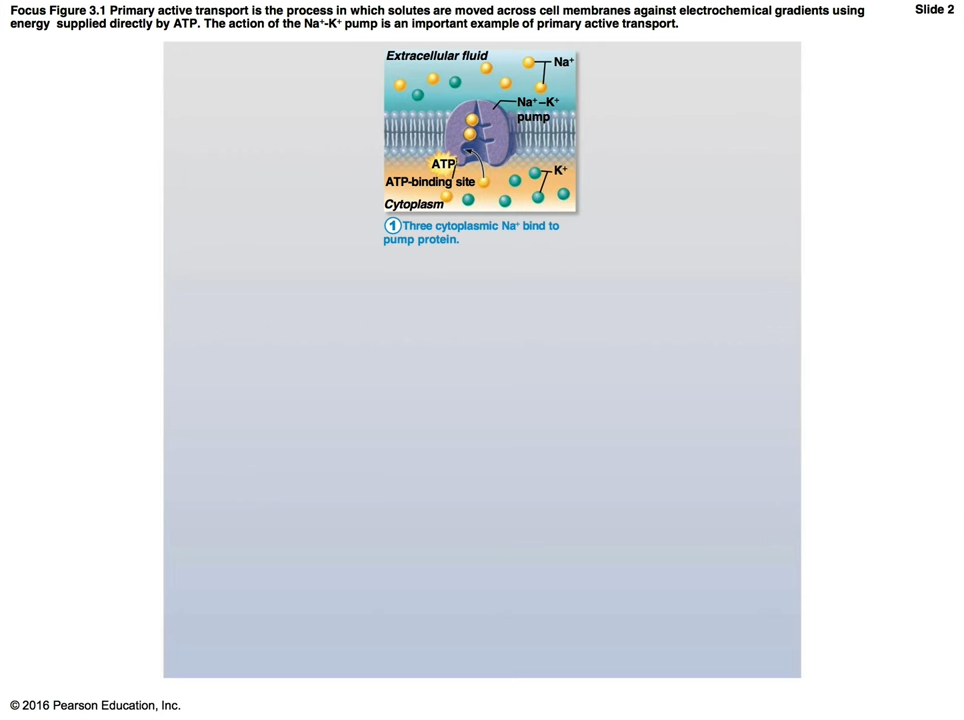 Focus Figure 3.1 Primary active transport is the process in which solutes are moved across cell membranes against electrochemical gradients using
energy supplied directly by ATP. The action of the Na⁺-K⁺ pump is an important example of primary active transport.
Slide 2
Extracellular fluid
Na⁺
Na⁺–K⁺
pump
ATP
K⁺
ATP-binding site
Cytoplasm
1 Three cytoplasmic Na⁺ bind to
pump protein.
© 2016 Pearson Education, Inc.